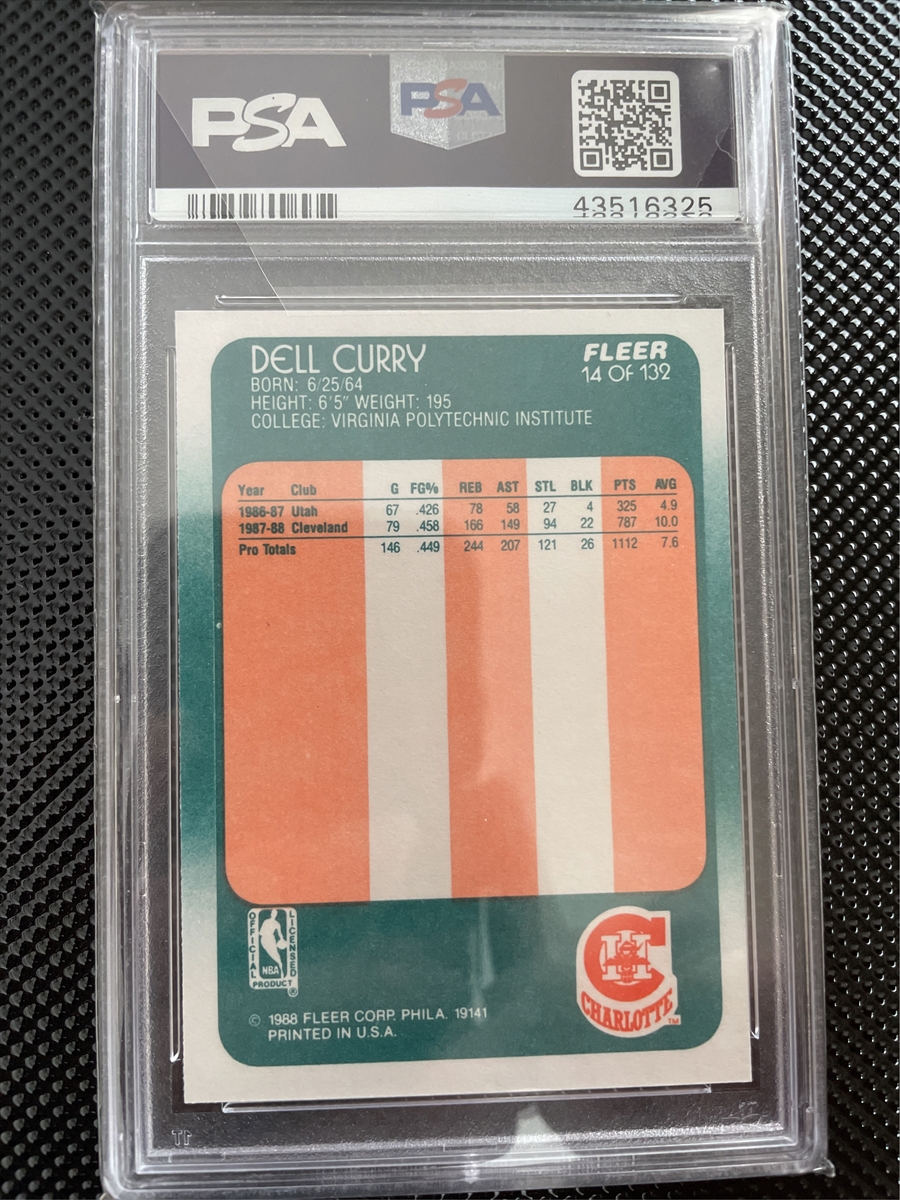 PSA
PSA
43516325
DELL CURRY
BORN: 6/25/64
HEIGHT: 6'5" WEIGHT: 195
COLLEGE: VIRGINIA POLYTECHNIC INSTITUTE
FLEER
14 OF 132
Year Club G FG% REB AST STL BLK PTS AVG
1986-87 Utah 67 .426 78 58 27 4 325 4.9
1987-88 Cleveland 79 .458 166 149 94 22 787 10.0
Pro Totals 146 .449 244 207 121 26 1112 7.6
OFFICIAL LICENSED
NBA
PRODUCT ®
CHARLOTTE ™
© 1988 FLEER CORP. PHILA. 19141
PRINTED IN U.S.A.